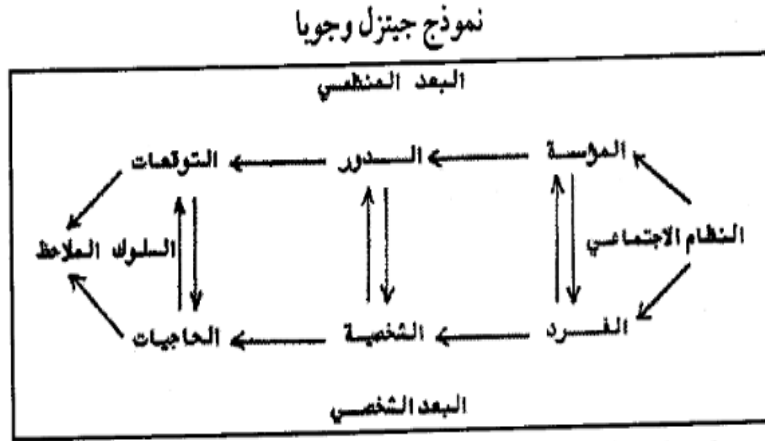 نموذج جيتزل وجوبا
البعد المنظمي
المؤسسة الدور التوقعات
النظام الاجتماعي السلوك الملاحظ
الفرد الشخصية الحاجيات
البعد الشخصي